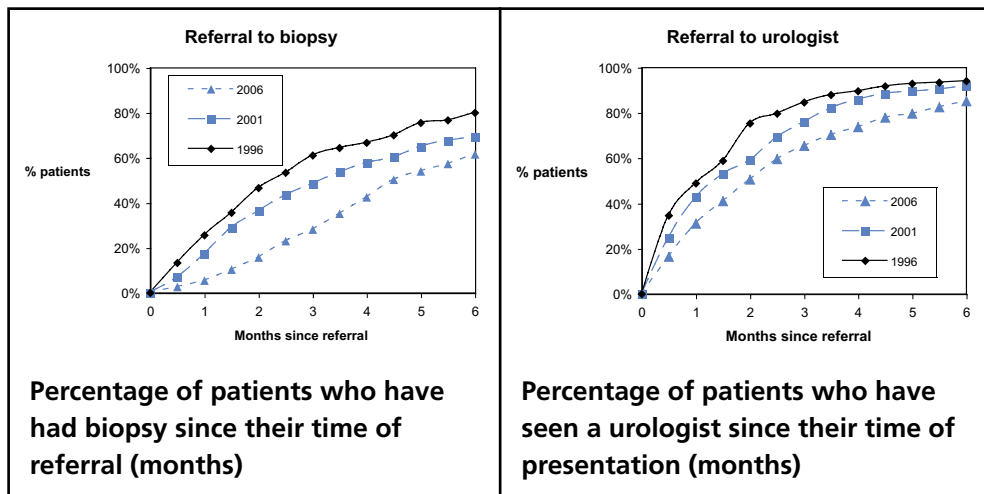 Referral to biopsy
100%
80%
60%
40%
20%
0%
% patients
2006
2001
1996
0 1 2 3 4 5 6
Months since referral
Percentage of patients who have
had biopsy since their time of
referral (months)
Referral to urologist
100%
80%
60%
40%
20%
0%
% patients
2006
2001
1996
0 1 2 3 4 5 6
Months since referral
Percentage of patients who have
seen a urologist since their time of
presentation (months)